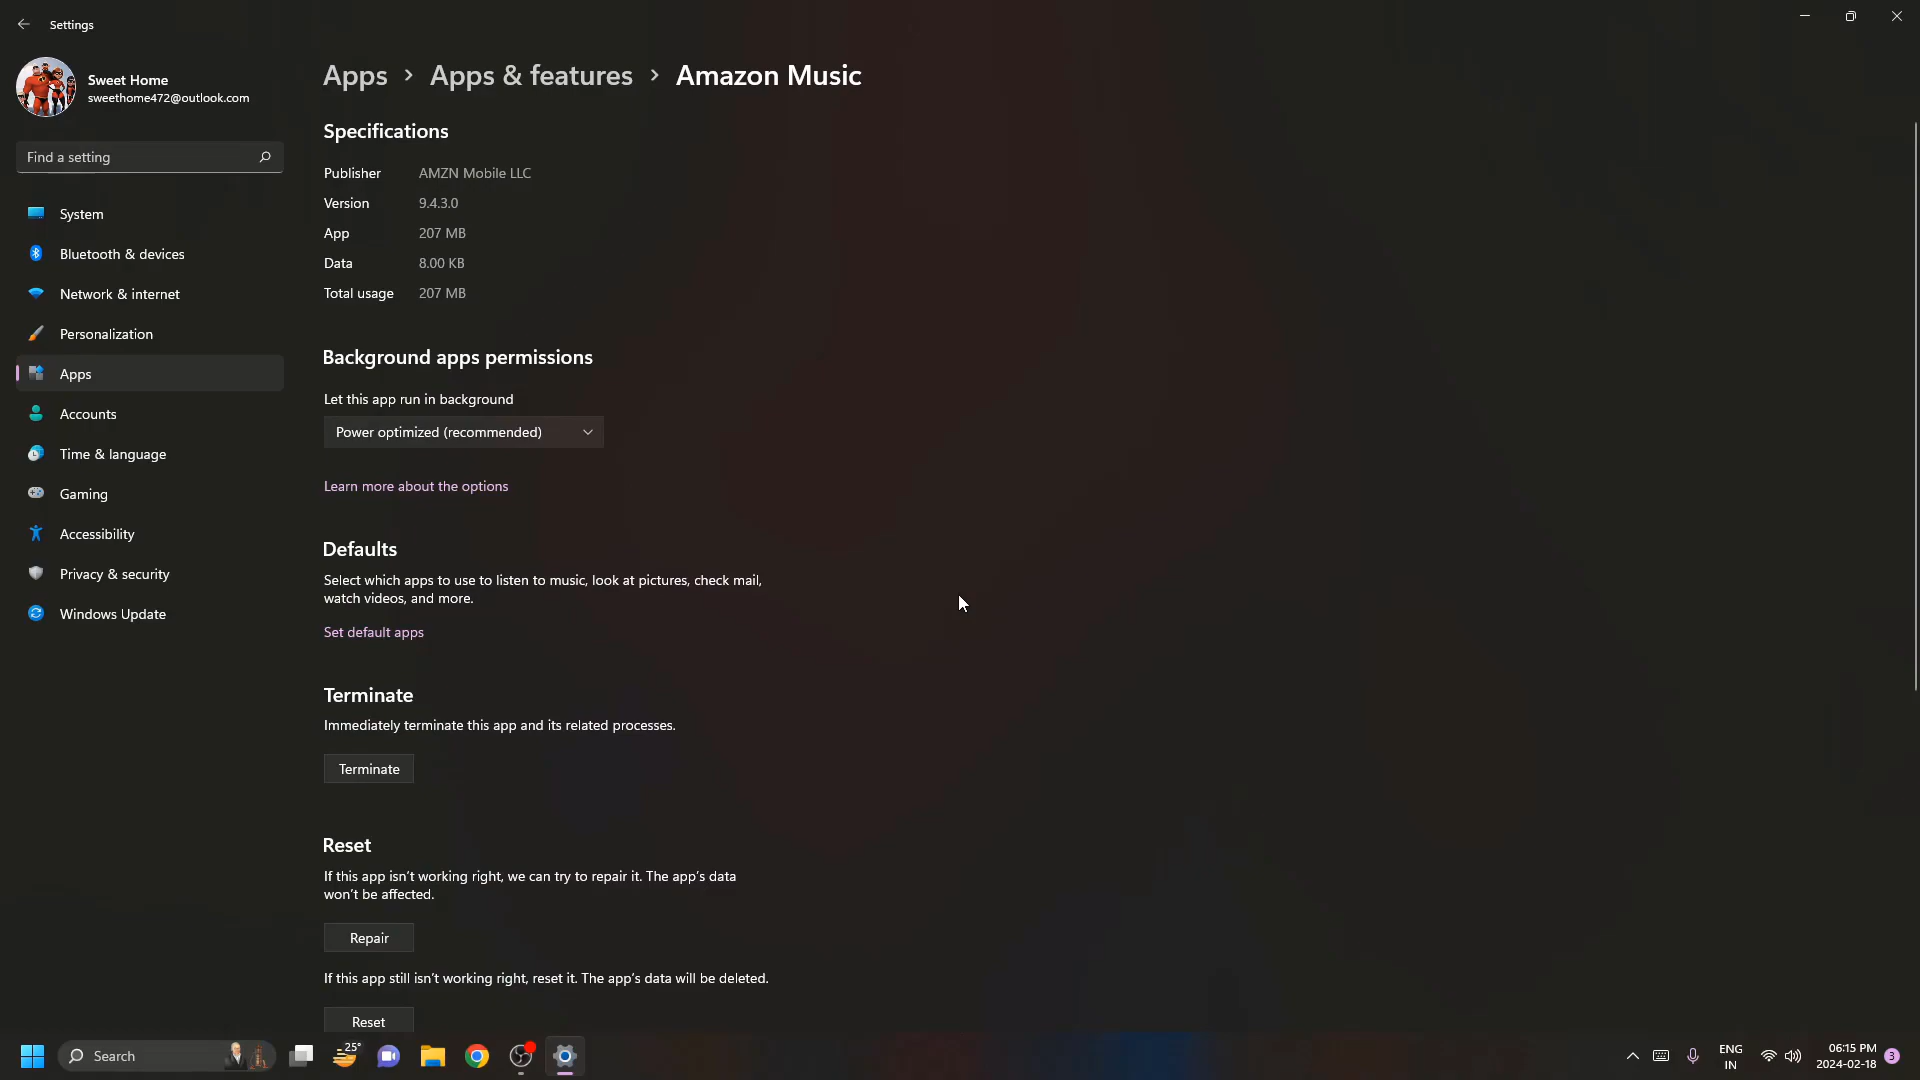 Settings
Sweet Home
sweethome472@outlook.com
Find a setting
System
Bluetooth & devices
Network & internet
Personalization
Apps
Accounts
Time & language
Gaming
Accessibility
Privacy & security
Windows Update
Apps > Apps & features > Amazon Music
Specifications
Publisher AMZN Mobile LLC
Version 9.4.3.0
App 207 MB
Data 8.00 KB
Total usage 207 MB
Background apps permissions
Let this app run in background
Power optimized (recommended)
Learn more about the options
Defaults
Select which apps to use to listen to music, look at pictures, check mail,
watch videos, and more.
Set default apps
Terminate
Immediately terminate this app and its related processes.
Terminate
Reset
If this app isn't working right, we can try to repair it. The app's data
won't be affected.
Repair
If this app still isn't working right, reset it. The app's data will be deleted.
Reset
Search
25°
ENG
IN
06:15 PM
2024-02-18
3